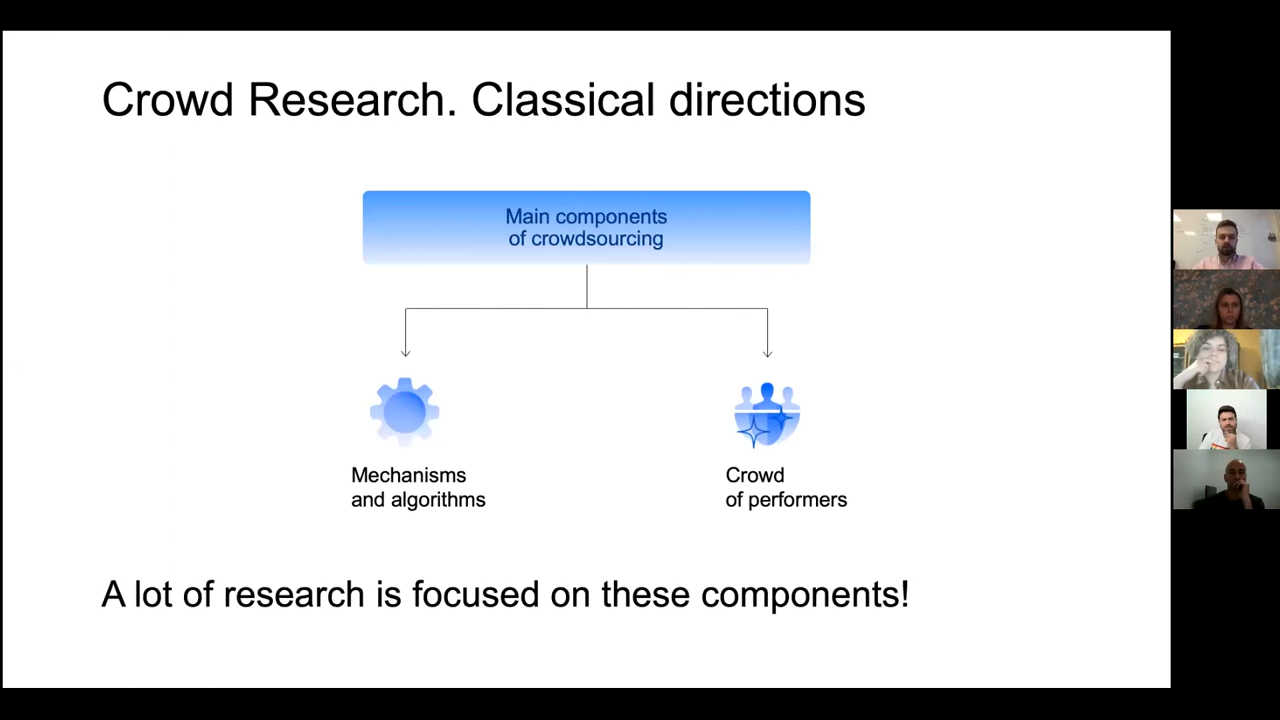 Crowd Research. Classical directions
Main components
of crowdsourcing
Mechanisms
and algorithms
Crowd
of performers
A lot of research is focused on these components!